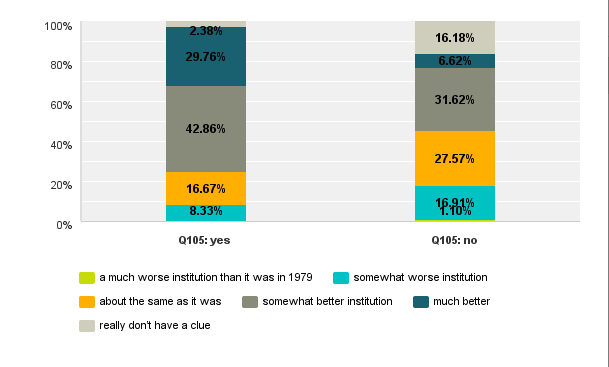 100%
80%
60%
40%
20%
0%
2.38%
29.76%
42.86%
16.67%
8.33%
16.18%
6.62%
31.62%
27.57%
16.91%
1.10%
Q105: yes
Q105: no
a much worse institution than it was in 1979
somewhat worse institution
about the same as it was
somewhat better institution
much better
really don't have a clue